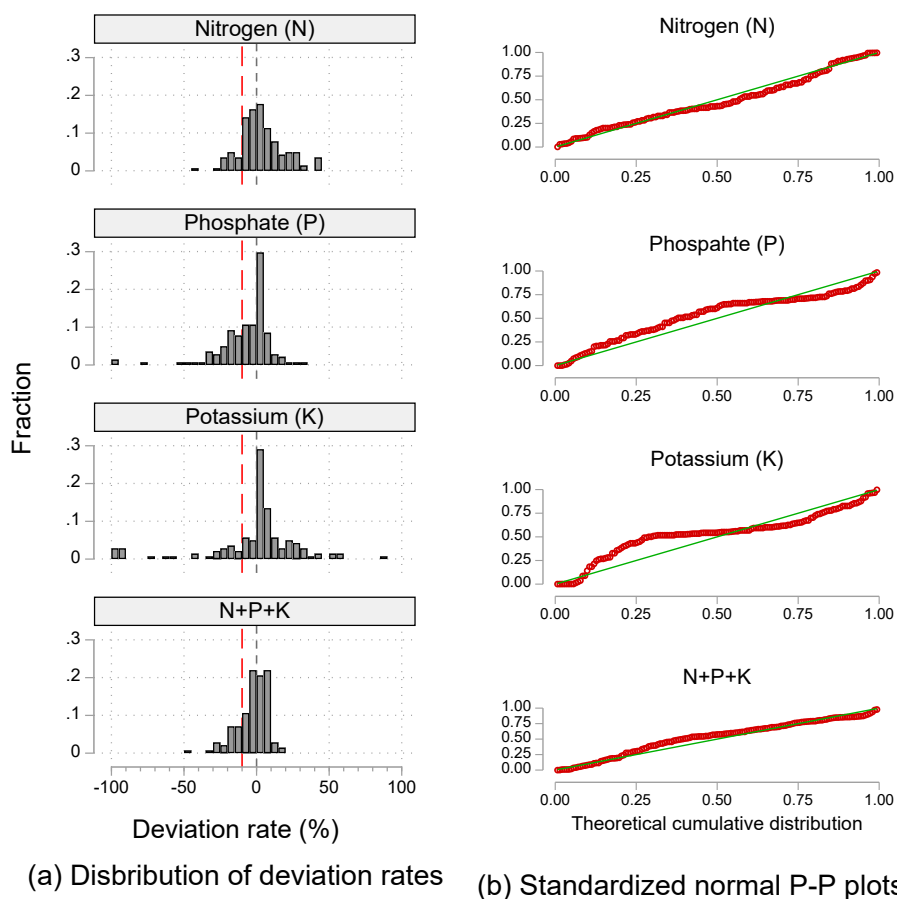 Nitrogen (N)
.3
.2
.1
0
Phosphate (P)
.3
.2
.1
0
Potassium (K)
.3
.2
.1
0
N+P+K
.3
.2
.1
0
-100 -50 0 50 100
Fraction
Deviation rate (%)
(a) Disbribution of deviation rates
Nitrogen (N)
1.00
0.75
0.50
0.25
0.00
0.00 0.25 0.50 0.75 1.00
Phospahte (P)
1.00
0.75
0.50
0.25
0.00
0.00 0.25 0.50 0.75 1.00
Potassium (K)
1.00
0.75
0.50
0.25
0.00
0.00 0.25 0.50 0.75 1.00
N+P+K
1.00
0.75
0.50
0.25
0.00
0.00 0.25 0.50 0.75 1.00
Theoretical cumulative distribution
(b) Standardized normal P-P plots